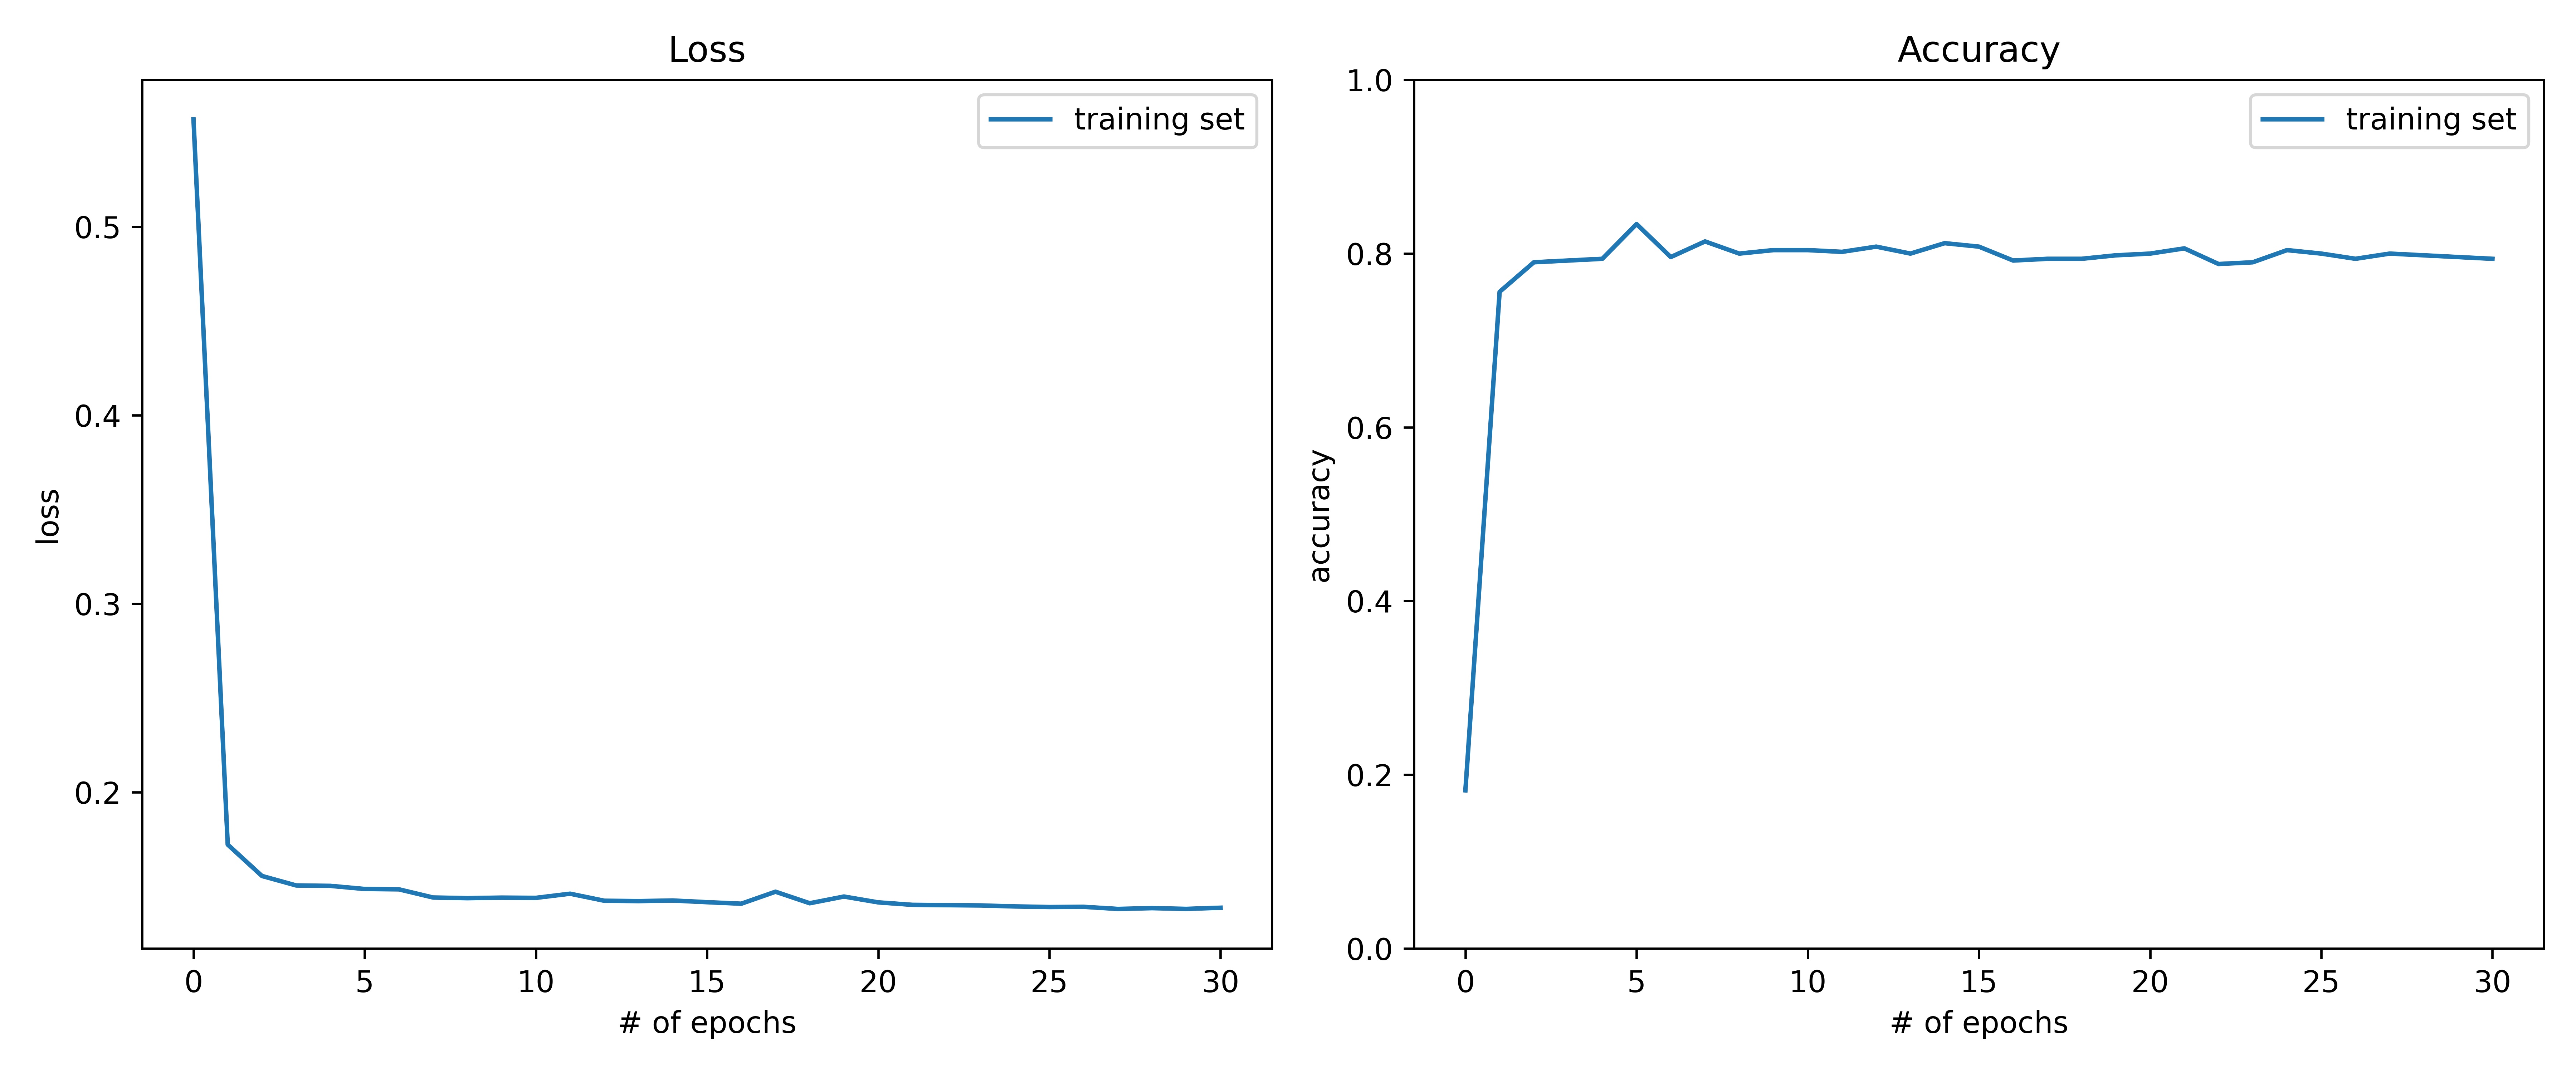 Loss
training set
0.5
0.4
0.3
0.2
loss
0 5 10 15 20 25 30
# of epochs
Accuracy
training set
1.0
0.8
0.6
0.4
0.2
0.0
accuracy
0 5 10 15 20 25 30
# of epochs